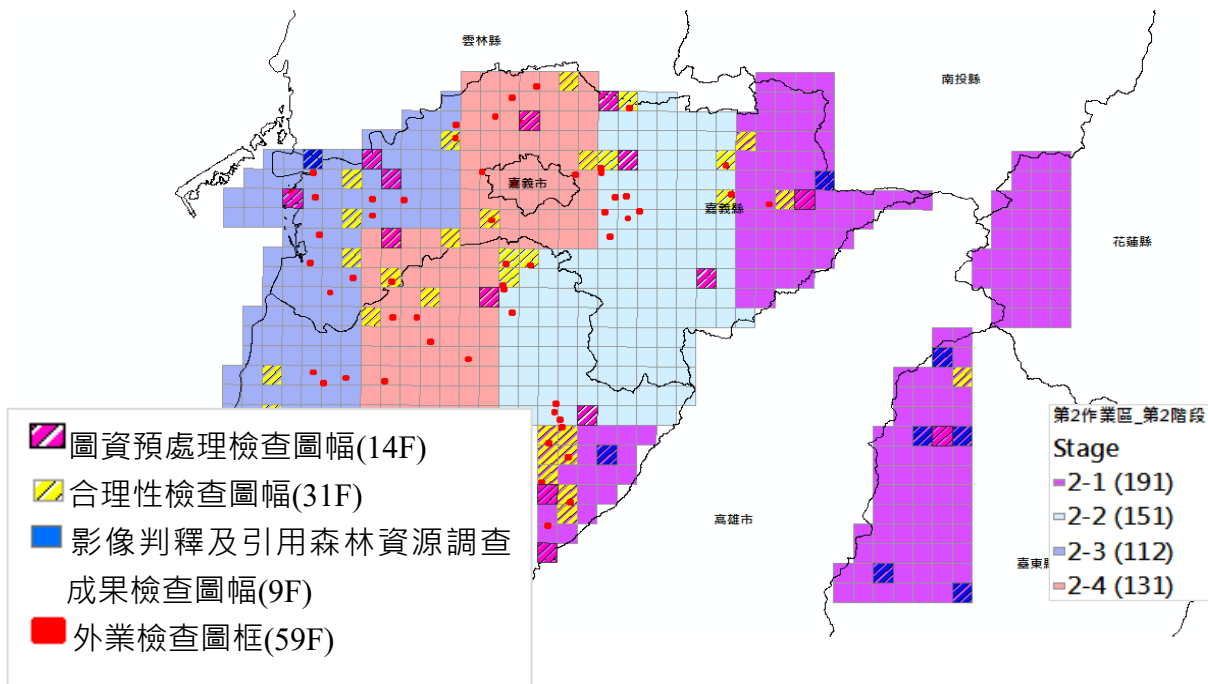 雲林縣
南投縣
嘉義市
嘉義縣
花蓮縣
高雄市
臺東縣
圖資預處理檢查圖幅(14F)
合理性檢查圖幅(31F)
影像判釋及引用森林資源調查
成果檢查圖幅(9F)
外業檢查圖框(59F)
第2作業區_第2階段
Stage
2-1 (191)
2-2 (151)
2-3 (112)
2-4 (131)